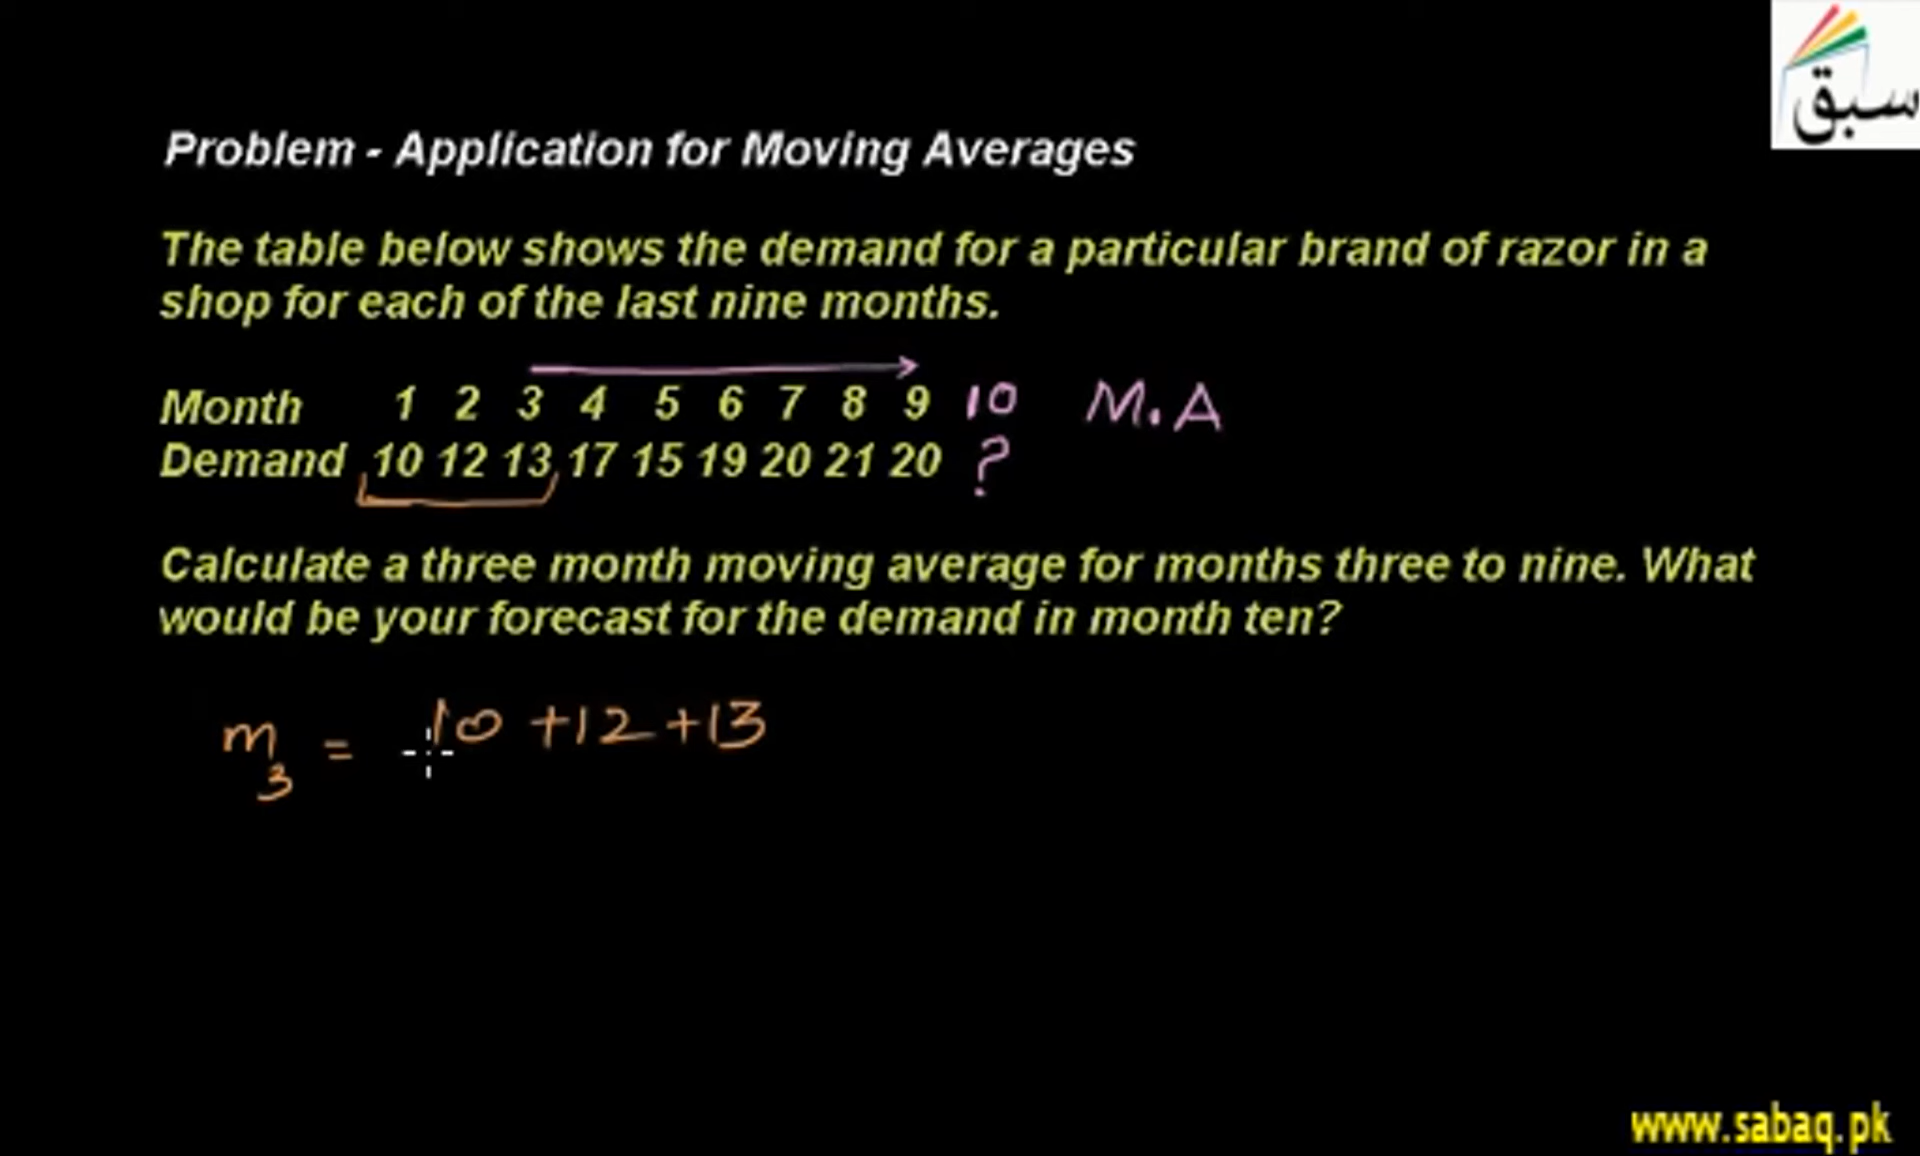 سبق
Problem - Application for Moving Averages
The table below shows the demand for a particular brand of razor in a
shop for each of the last nine months.
Month 1 2 3 4 5 6 7 8 9 10 M.A
Demand 10 12 13 17 15 19 20 21 20 ?
Calculate a three month moving average for months three to nine. What
would be your forecast for the demand in month ten?
m3 = 10 + 12 + 13
www.sabaq.pk